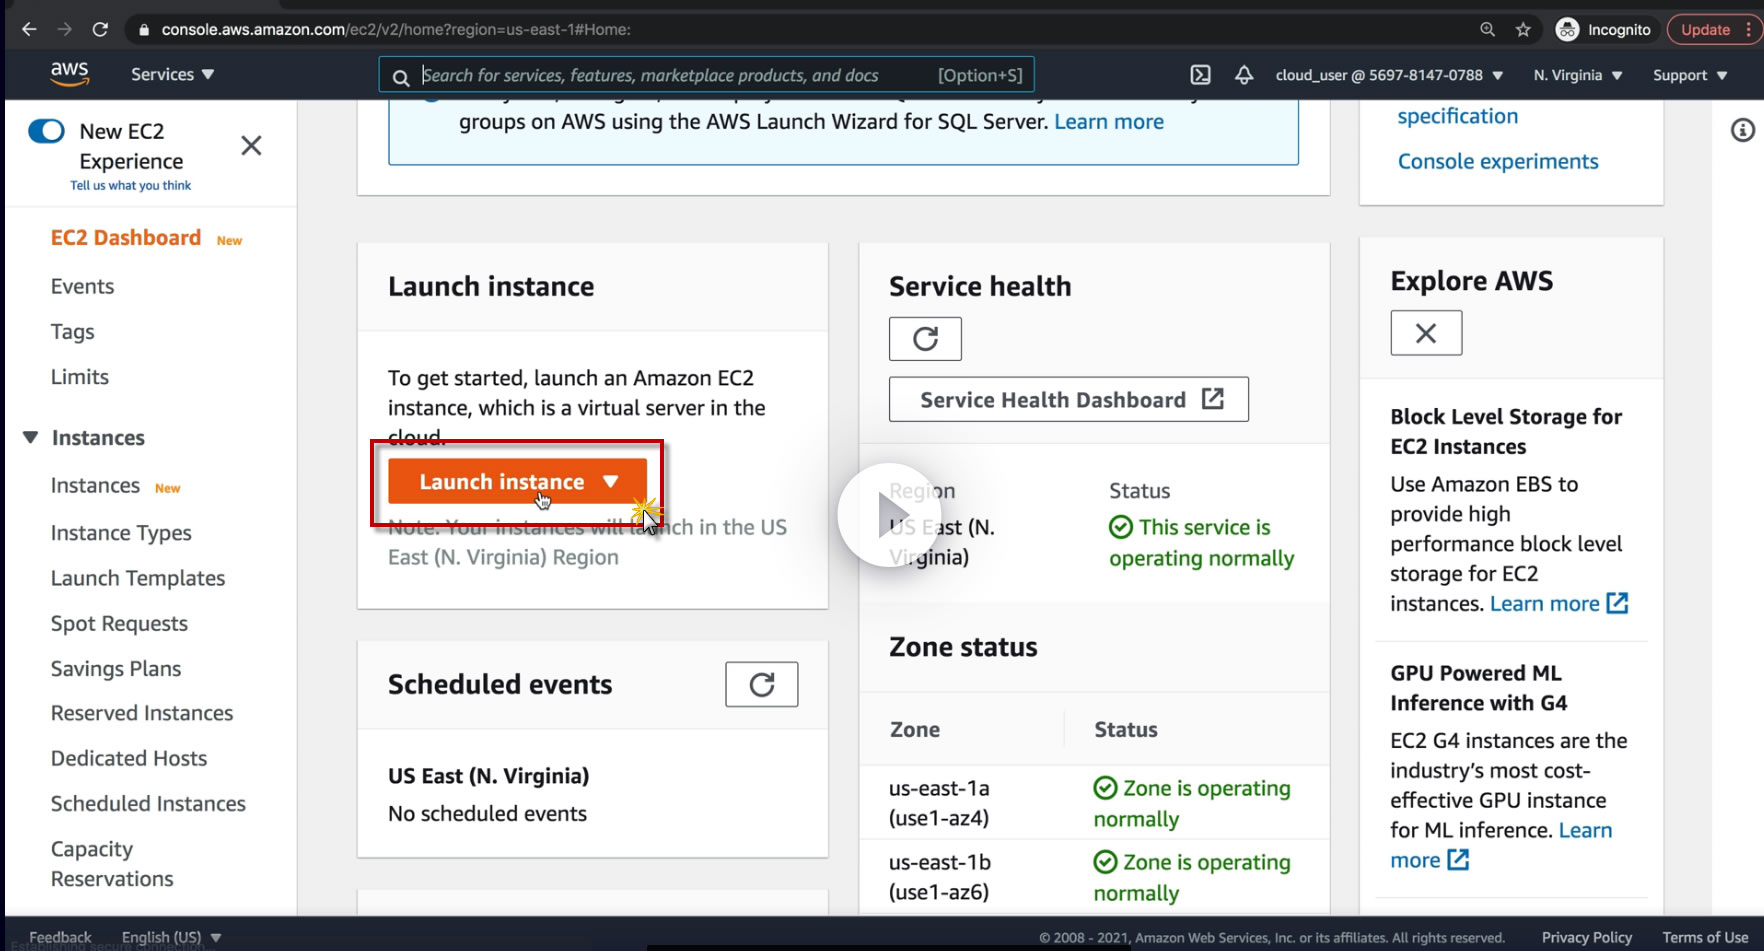 console.aws.amazon.com/ec2/v2/home?region=us-east-1#Home:
Incognito
Update
aws
Services
Search for services, features, marketplace products, and docs
[Option+S]
cloud_user @ 5697-8147-0788
N. Virginia
Support
New EC2
Experience
Tell us what you think
EC2 Dashboard New
Events
Tags
Limits
Instances
Instances New
Instance Types
Launch Templates
Spot Requests
Savings Plans
Reserved Instances
Dedicated Hosts
Scheduled Instances
Capacity
Reservations
groups on AWS using the AWS Launch Wizard for SQL Server. Learn more
Launch instance
To get started, launch an Amazon EC2
instance, which is a virtual server in the
cloud.
Launch instance
Note: Your instances will launch in the US
East (N. Virginia) Region
Scheduled events
US East (N. Virginia)
No scheduled events
Service health
Service Health Dashboard
Region
Status
US East (N.
Virginia)
This service is
operating normally
Zone status
Zone
Status
us-east-1a
(use1-az4)
Zone is operating
normally
us-east-1b
(use1-az6)
Zone is operating
normally
specification
Console experiments
Explore AWS
Block Level Storage for
EC2 Instances
Use Amazon EBS to
provide high
performance block level
storage for EC2
instances. Learn more
GPU Powered ML
Inference with G4
EC2 G4 instances are the
industry's most cost-
effective GPU instance
for ML inference. Learn
more
Feedback
English (US)
Establishing secure connection...
© 2008 - 2021, Amazon Web Services, Inc. or its affiliates. All rights reserved.
Privacy Policy
Terms of Use